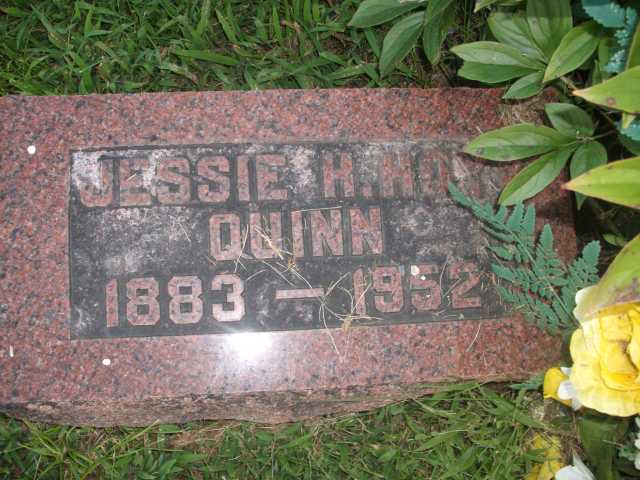 JESSIE H.
QUINN
1883 — 1952